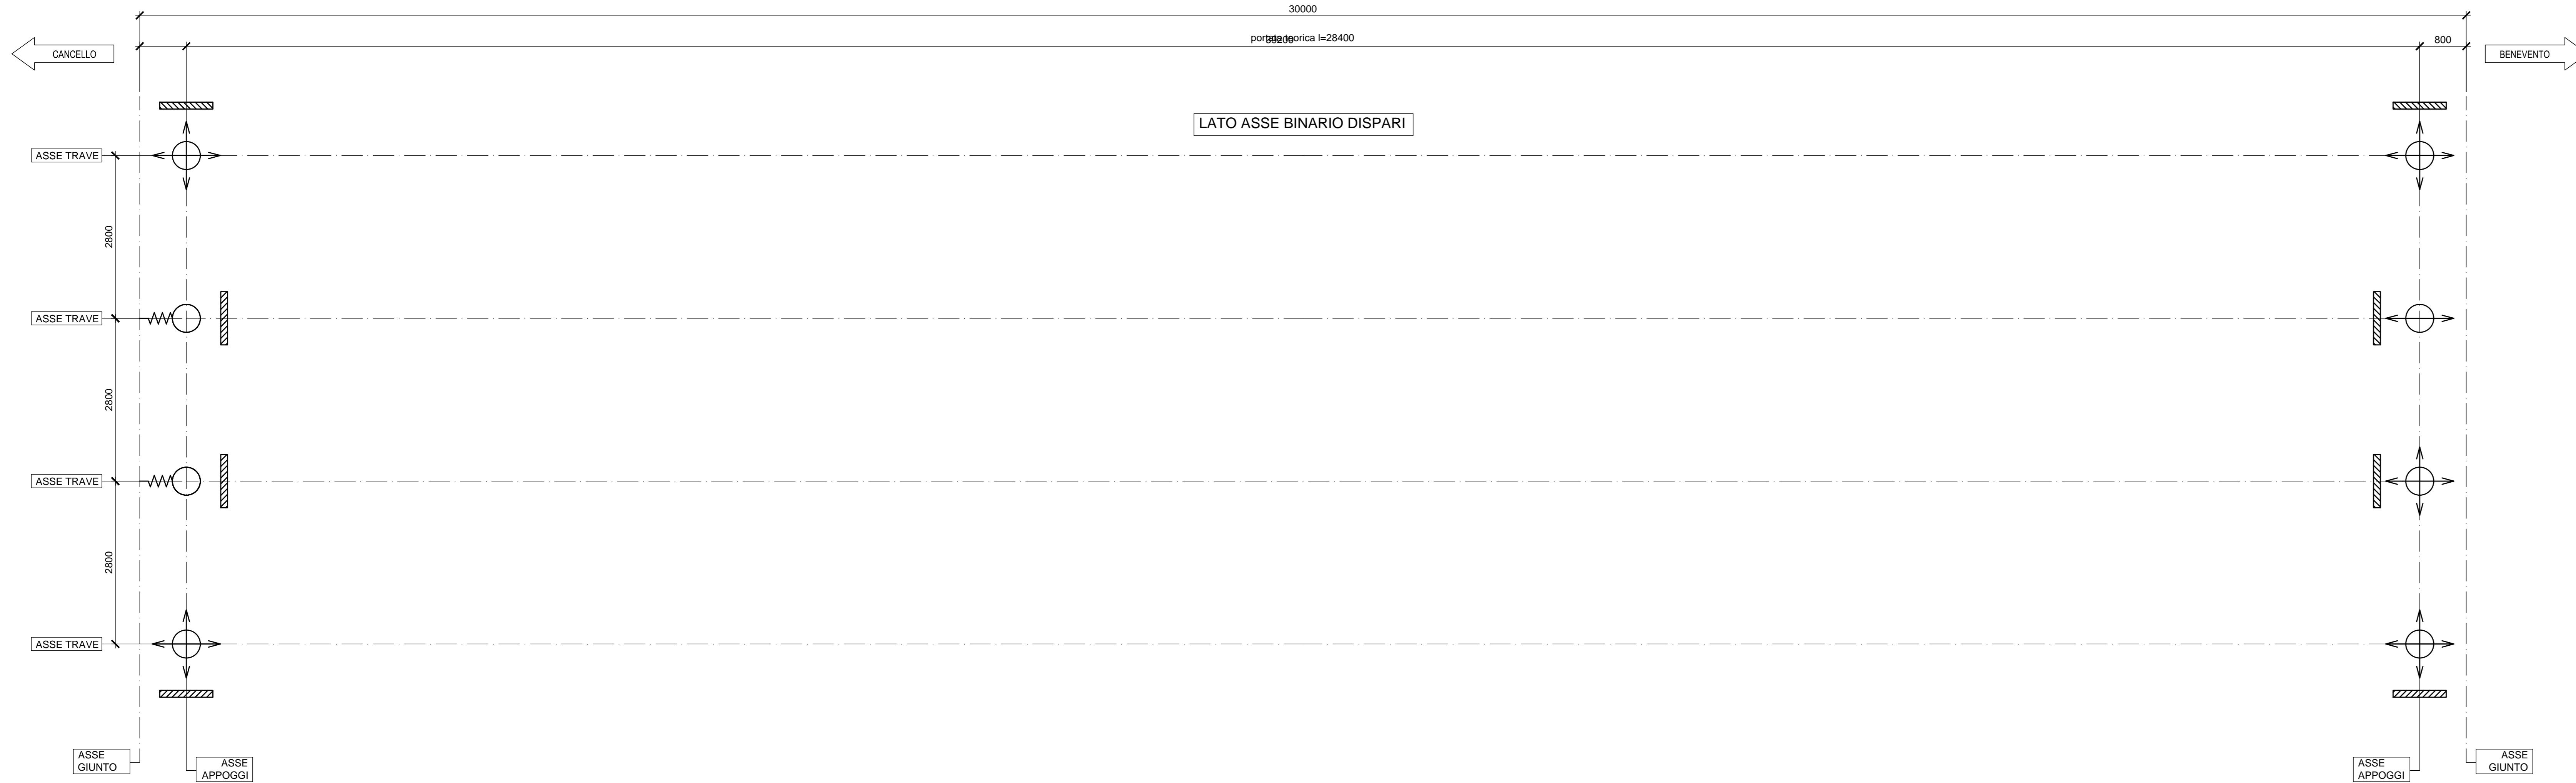 30000
portata teorica l=28400
800
CANCELLO
BENEVENTO
LATO ASSE BINARIO DISPARI
ASSE TRAVE
2800
ASSE TRAVE
2800
ASSE TRAVE
2800
ASSE TRAVE
ASSE
GIUNTO
ASSE
APPOGGI
ASSE
APPOGGI
ASSE
GIUNTO